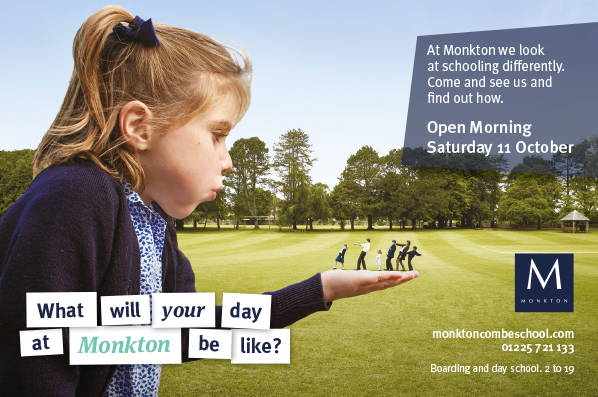 At Monkton we look
at schooling differently.
Come and see us and
find out how.
Open Morning
Saturday 11 October
What will your day
at Monkton be like?
M
MONKTON
monktoncombeschool.com
01225 721 133
Boarding and day school. 2 to 19